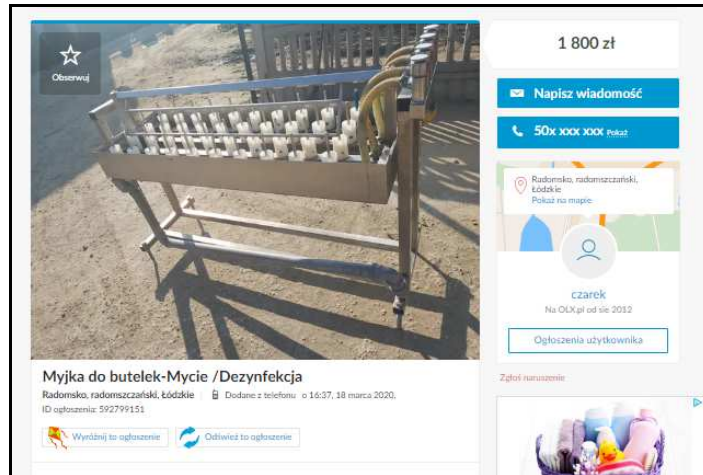 Obserwuj
1 800 zł
Napisz wiadomość
50x xxx xxx Pokaż
Radomsko, radomszczański,
Łódzkie
Pokaż na mapie
czarek
Na OLX.pl od sie 2012
Ogłoszenia użytkownika
Zgłoś naruszenie
Myjka do butelek-Mycie /Dezynfekcja
Radomsko, radomszczański, Łódzkie Dodane z telefonu o 16:37, 18 marca 2020,
ID ogłoszenia: 592799151
Wyróżnij to ogłoszenie Odśwież to ogłoszenie